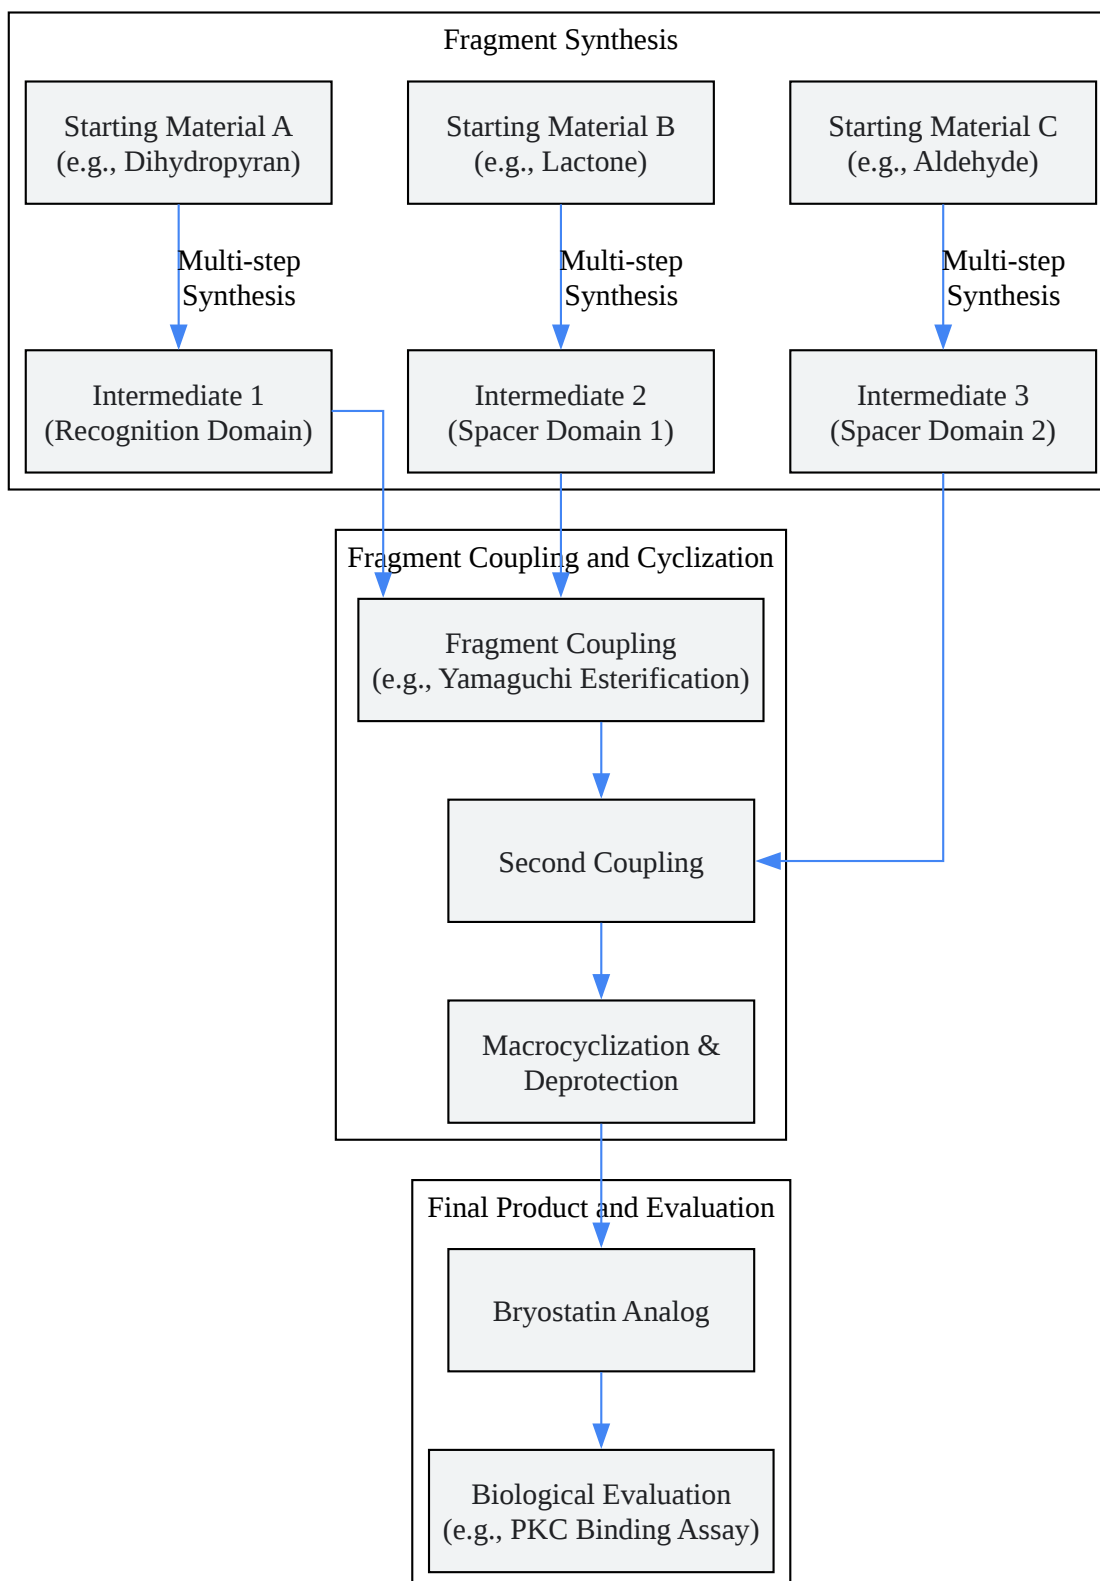 Fragment Synthesis
Starting Material A
(e.g., Dihydropyran)
Starting Material B
(e.g., Lactone)
Starting Material C
(e.g., Aldehyde)
Multi-step
Synthesis
Multi-step
Synthesis
Multi-step
Synthesis
Intermediate 1
(Recognition Domain)
Intermediate 2
(Spacer Domain 1)
Intermediate 3
(Spacer Domain 2)
Fragment Coupling and Cyclization
Fragment Coupling
(e.g., Yamaguchi Esterification)
Second Coupling
Macrocyclization &
Deprotection
Final Product and Evaluation
Bryostatin Analog
Biological Evaluation
(e.g., PKC Binding Assay)